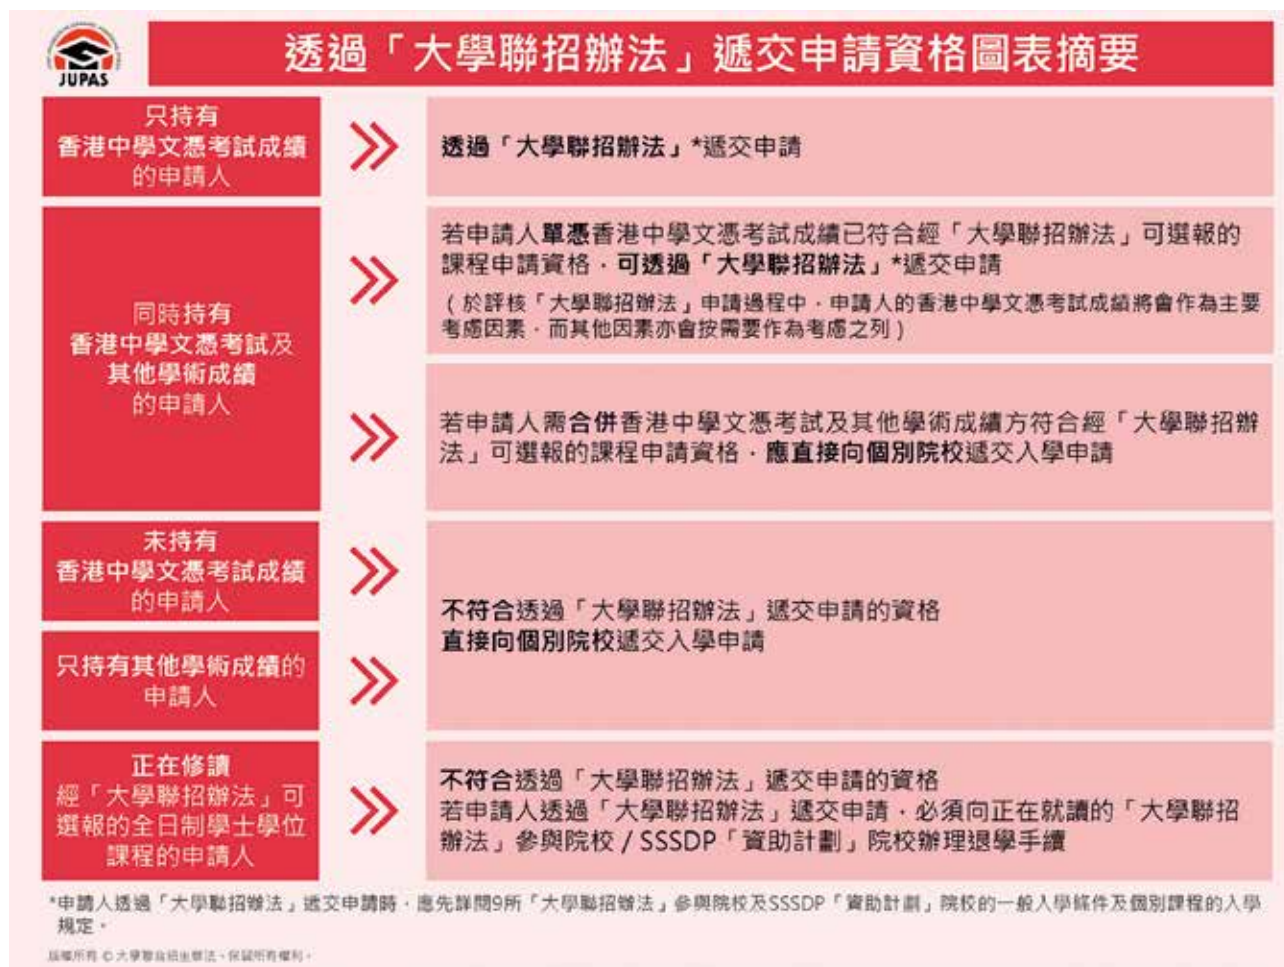 JUPAS
透過「大學聯招辦法」遞交申請資格圖表摘要
只持有
香港中學文憑考試成績
的申請人
透過「大學聯招辦法」*遞交申請
同時持有
香港中學文憑考試及
其他學術成績
的申請人
若申請人單憑香港中學文憑考試成績已符合經「大學聯招辦法」可選報的
課程申請資格，可透過「大學聯招辦法」*遞交申請
(於評核「大學聯招辦法」申請過程中，申請人的香港中學文憑考試成績將會作為主要
考慮因素，而其他因素亦會按需要作為考慮之列)
若申請人需合併香港中學文憑考試及其他學術成績方符合經「大學聯招辦
法」可選報的課程申請資格，應直接向個別院校遞交入學申請
未持有
香港中學文憑考試成績
的申請人
只持有其他學術成績的
申請人
不符合透過「大學聯招辦法」遞交申請的資格
直接向個別院校遞交入學申請
正在修讀
經「大學聯招辦法」可
選報的全日制學士學位
課程的申請人
不符合透過「大學聯招辦法」遞交申請的資格
若申請人透過「大學聯招辦法」遞交申請，必須向正在就讀的「大學聯招
辦法」參與院校 / SSSDP「資助計劃」院校辦理退學手續
*申請人透過「大學聯招辦法」遞交申請時，應先詳閱9所「大學聯招辦法」參與院校及SSSDP「資助計劃」院校的一般入學條件及個別課程的入學
規定。
版權所有 © 大學聯合招生辦法。保留所有權利。